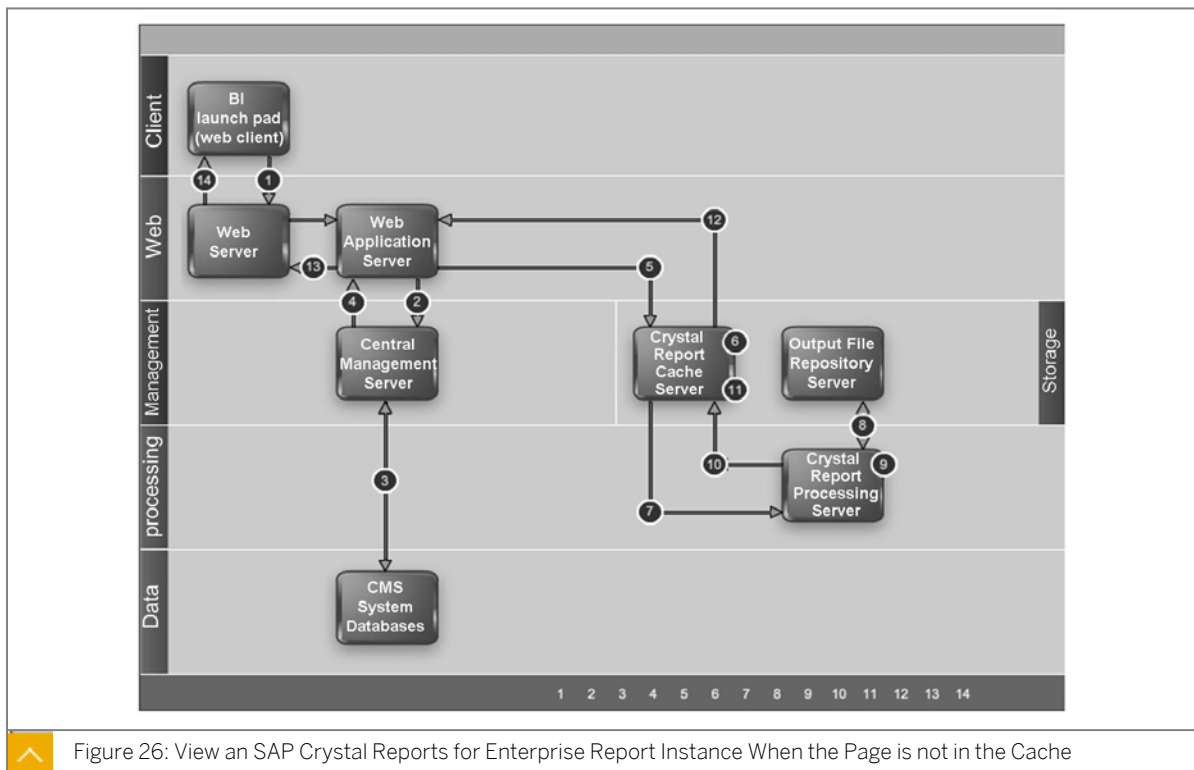 Client
BI
launch pad
(web client)
14
1
Web
Web
Server
Web
Application
Server
12
13
5
4
2
Management
Central
Management
Server
Crystal
Report
Cache
Server
6
11
Output File
Repository
Server
Storage
8
processing
3
10
7
Crystal
Report
Processing
Server
9
Data
CMS
System
Databases
1 2 3 4 5 6 7 8 9 10 11 12 13 14
Figure 26: View an SAP Crystal Reports for Enterprise Report Instance When the Page is not in the Cache